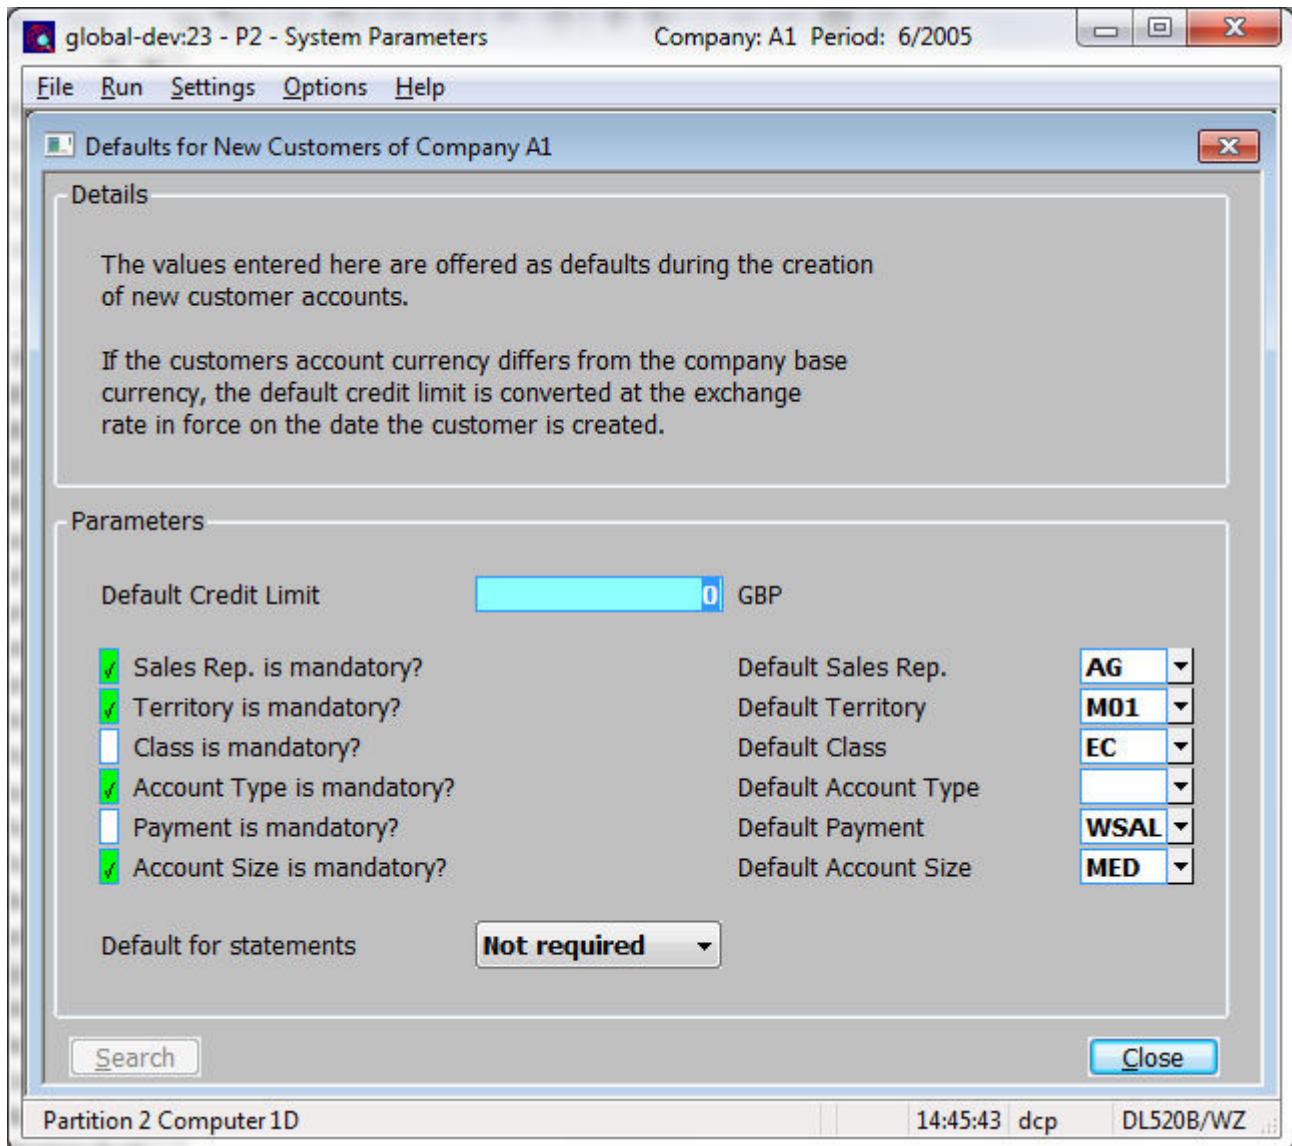 global-dev:23 - P2 - System Parameters Company: A1 Period: 6/2005
File Run Settings Options Help
Defaults for New Customers of Company A1
Details
The values entered here are offered as defaults during the creation
of new customer accounts.
If the customers account currency differs from the company base
currency, the default credit limit is converted at the exchange
rate in force on the date the customer is created.
Parameters
Default Credit Limit 0 GBP
Sales Rep. is mandatory? Default Sales Rep. AG
Territory is mandatory? Default Territory M01
Class is mandatory? Default Class EC
Account Type is mandatory? Default Account Type
Payment is mandatory? Default Payment WSAL
Account Size is mandatory? Default Account Size MED
Default for statements Not required
Search Close
Partition 2 Computer 1D 14:45:43 dcp DL520B/WZ